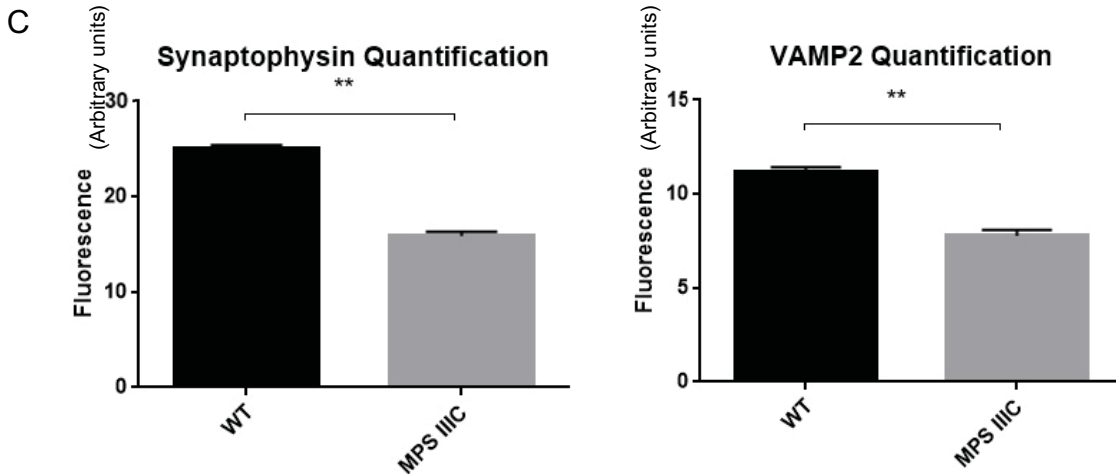 C
Synaptophysin Quantification
**
Fluorescence (Arbitrary units)
30
20
10
0
WT
MPS IIIC
VAMP2 Quantification
**
Fluorescence (Arbitrary units)
15
10
5
0
WT
MPS IIIC